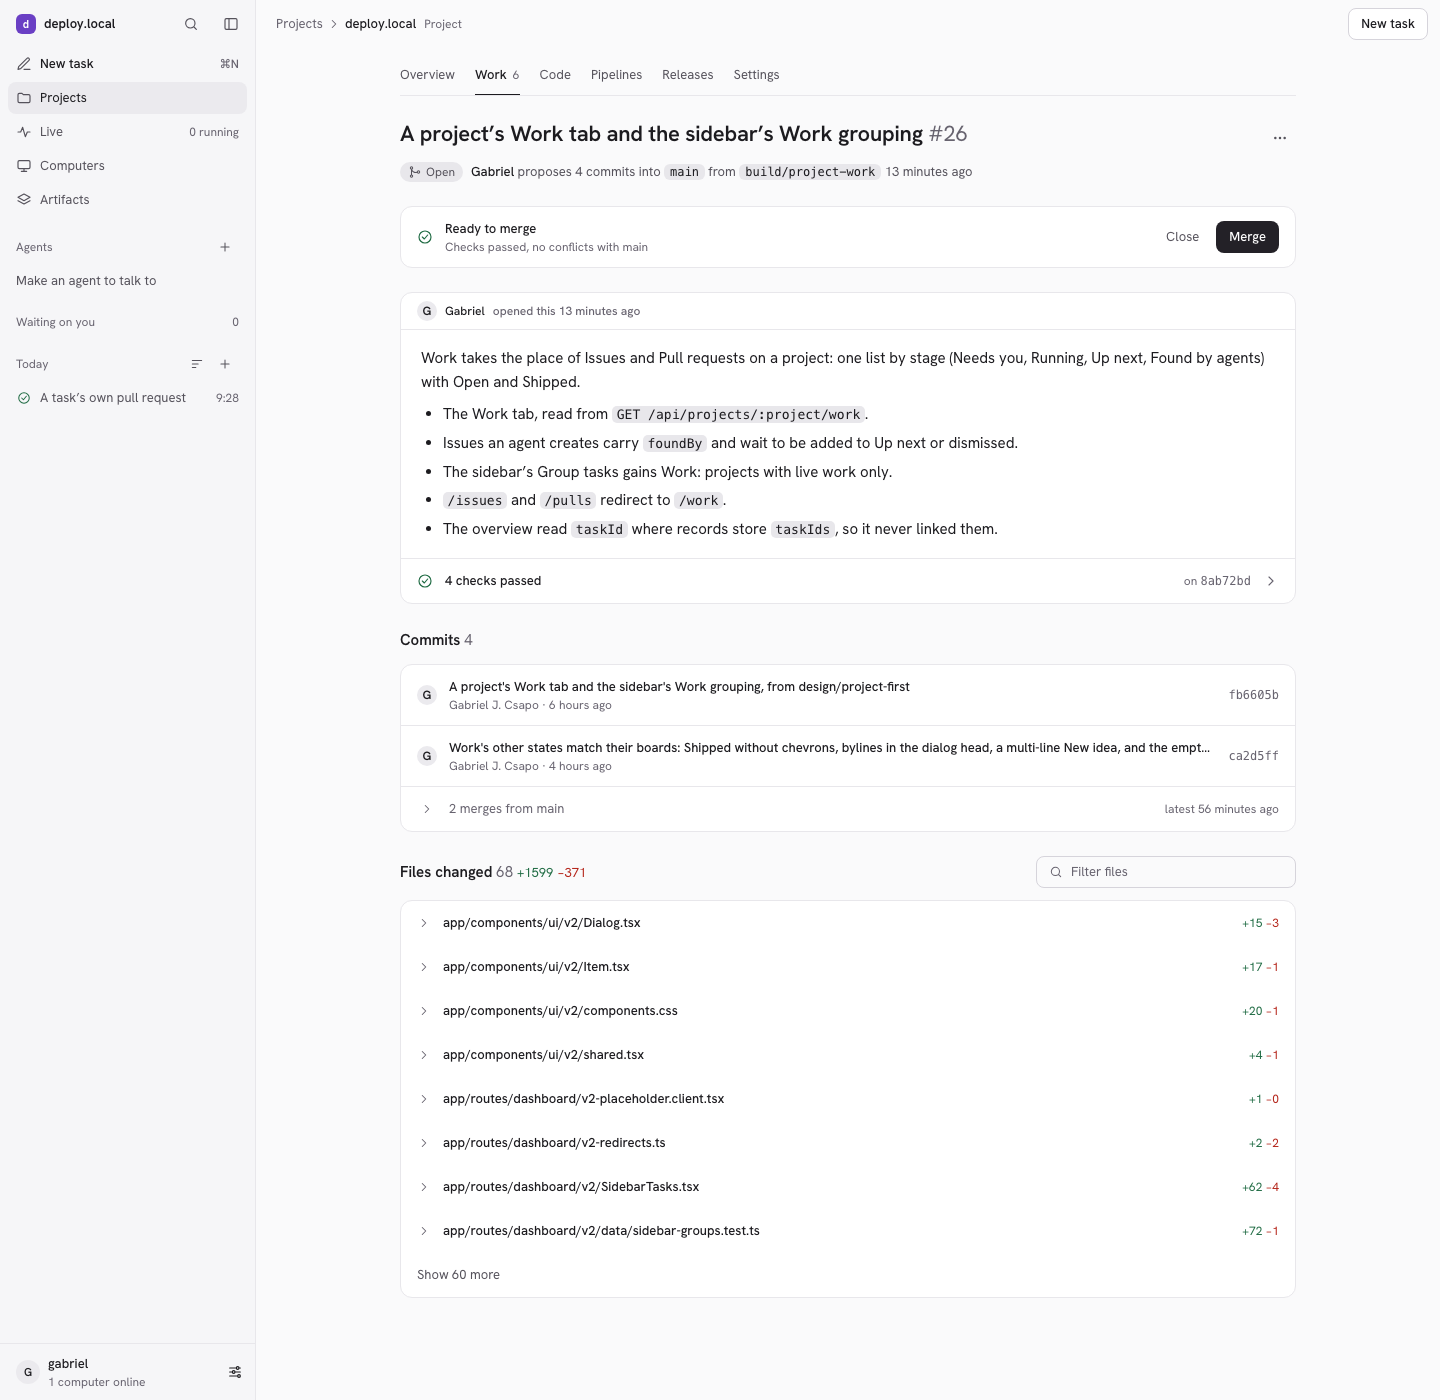 d deploy.local
New task ⌘N
Projects
Live 0 running
Computers
Artifacts
Agents
Make an agent to talk to
Waiting on you 0
Today
A task’s own pull request 9:28
G gabriel
1 computer online
Projects > deploy.local Project
New task
Overview Work 6 Code Pipelines Releases Settings
A project’s Work tab and the sidebar’s Work grouping #26
Open Gabriel proposes 4 commits into main from build/project-work 13 minutes ago
Ready to merge
Checks passed, no conflicts with main
Close Merge
G Gabriel opened this 13 minutes ago
Work takes the place of Issues and Pull requests on a project: one list by stage (Needs you, Running, Up next, Found by agents)
with Open and Shipped.
• The Work tab, read from GET /api/projects/:project/work.
• Issues an agent creates carry foundBy and wait to be added to Up next or dismissed.
• The sidebar’s Group tasks gains Work: projects with live work only.
• /issues and /pulls redirect to /work.
• The overview read taskId where records store taskIds, so it never linked them.
4 checks passed on 8ab72bd
Commits 4
G A project's Work tab and the sidebar's Work grouping, from design/project-first fb6605b
Gabriel J. Csapo · 6 hours ago
G Work's other states match their boards: Shipped without chevrons, bylines in the dialog head, a multi-line New idea, and the empt... ca2d5ff
Gabriel J. Csapo · 4 hours ago
2 merges from main latest 56 minutes ago
Files changed 68 +1599 −371
Filter files
app/components/ui/v2/Dialog.tsx +15 −3
app/components/ui/v2/Item.tsx +17 −1
app/components/ui/v2/components.css +20 −1
app/components/ui/v2/shared.tsx +4 −1
app/routes/dashboard/v2-placeholder.client.tsx +1 −0
app/routes/dashboard/v2-redirects.ts +2 −2
app/routes/dashboard/v2/SidebarTasks.tsx +62 −4
app/routes/dashboard/v2/data/sidebar-groups.test.ts +72 −1
Show 60 more